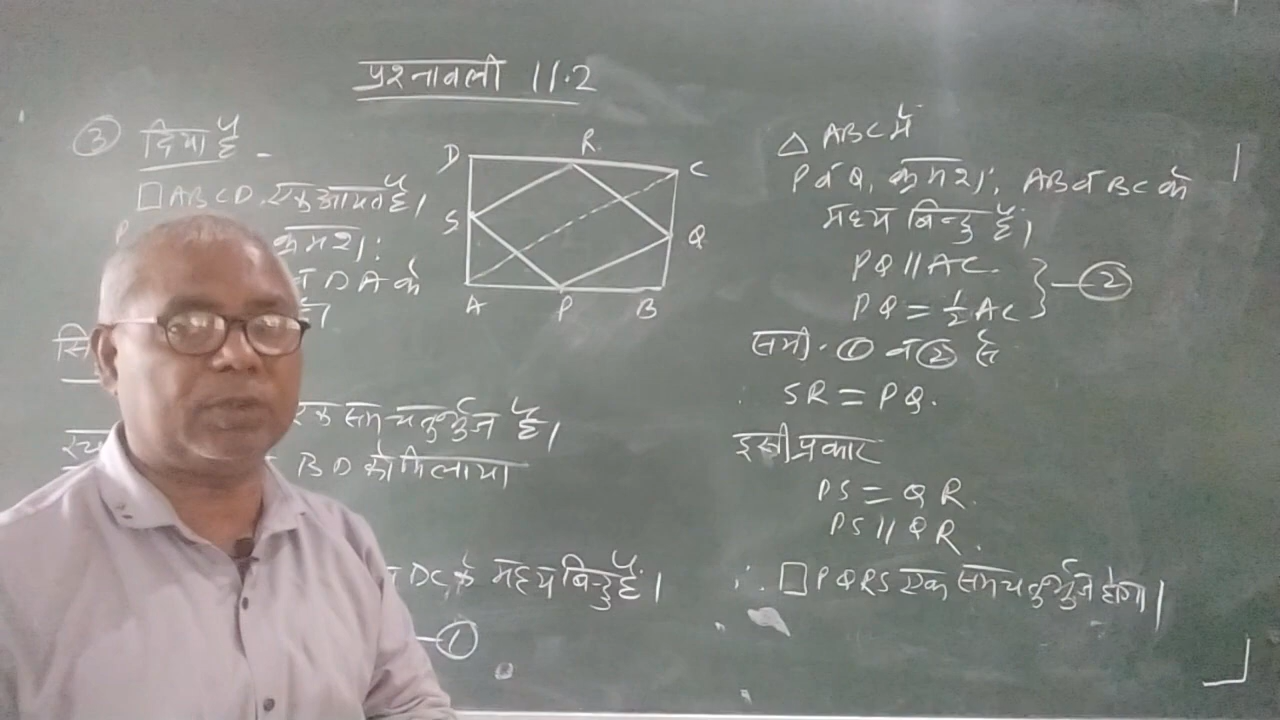 प्रश्नावली 11.2
③ दिया है -
□ABCD, एक आयत है।
P
क्रमशः
व DA के
है।
सि
एक समचतुर्भुज है।
BD को मिलाया
DC, के मध्य बिन्दु है।
①
D R C
S Q
A P B
△ ABC में
P व Q, क्रमशः, AB व BC के
मध्य बिन्दु है।
PQ || AC.
PQ = 1/2 AC } — ②
समी. ① व ② से
SR = PQ.
इसी प्रकार
PS = QR.
PS || QR.
∴ □PQRS एक समचतुर्भुज होगा।